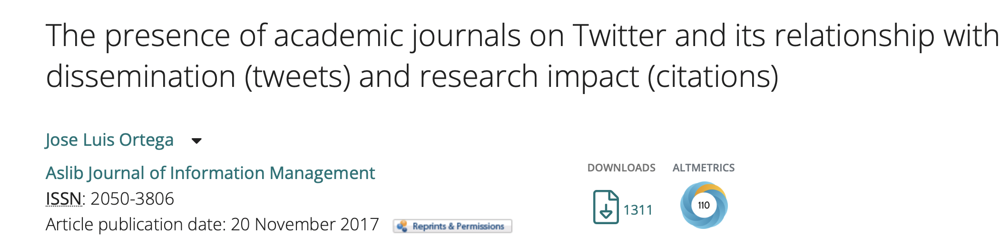 The presence of academic journals on Twitter and its relationship with
dissemination (tweets) and research impact (citations)
Jose Luis Ortega
Aslib Journal of Information Management
ISSN: 2050-3806
Article publication date: 20 November 2017
Reprints & Permissions
DOWNLOADS
1311
ALTMETRICS
110